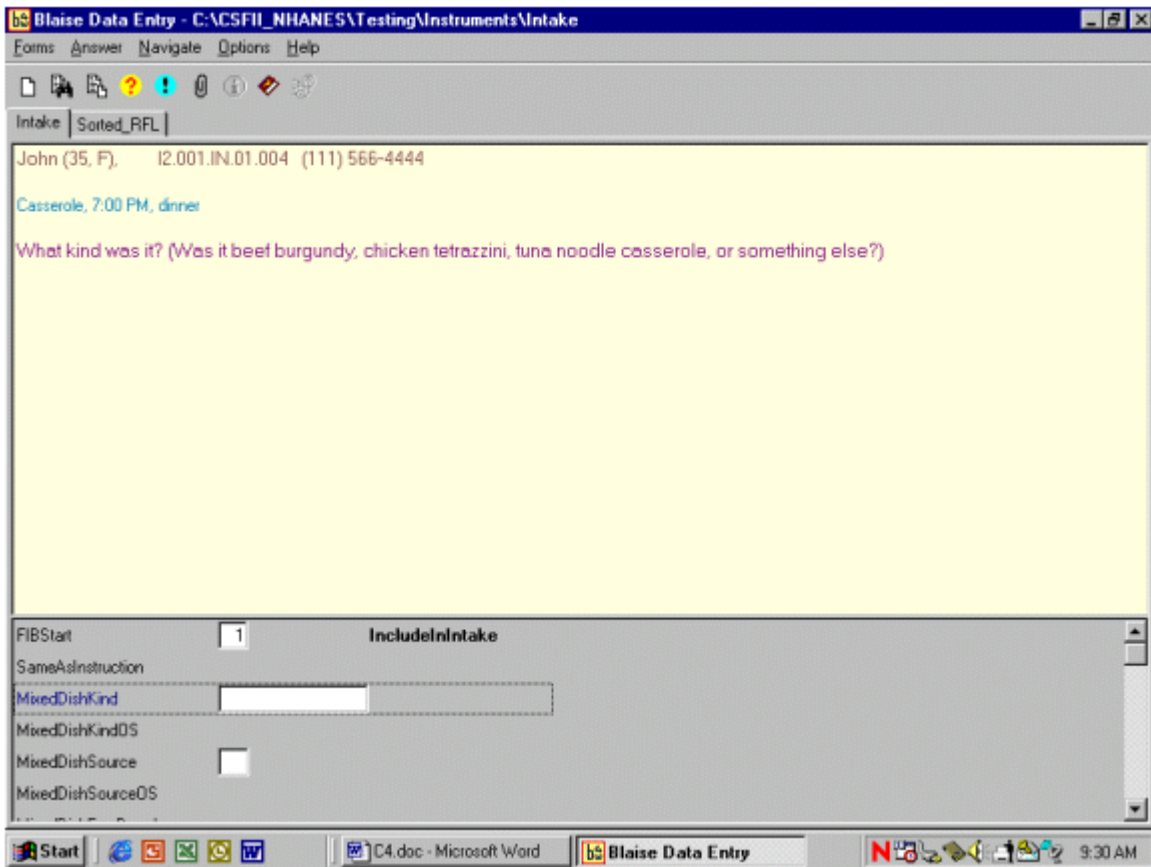 Blaise Data Entry - C:\CSFII_NHANES\Testing\Instruments\Intake
Forms Answer Navigate Options Help
Intake Sorted_RFL
John (35, F), I2.001.IN.01.004 (111) 566-4444
Casserole, 7:00 PM, dinner
What kind was it? (Was it beef burgundy, chicken tetrazzini, tuna noodle casserole, or something else?)
FIBStart 1 IncludeInIntake
SameAsInstruction
MixedDishKind
MixedDishKindOS
MixedDishSource
MixedDishSourceOS
Start C4.doc - Microsoft Word Blaise Data Entry 9:30 AM